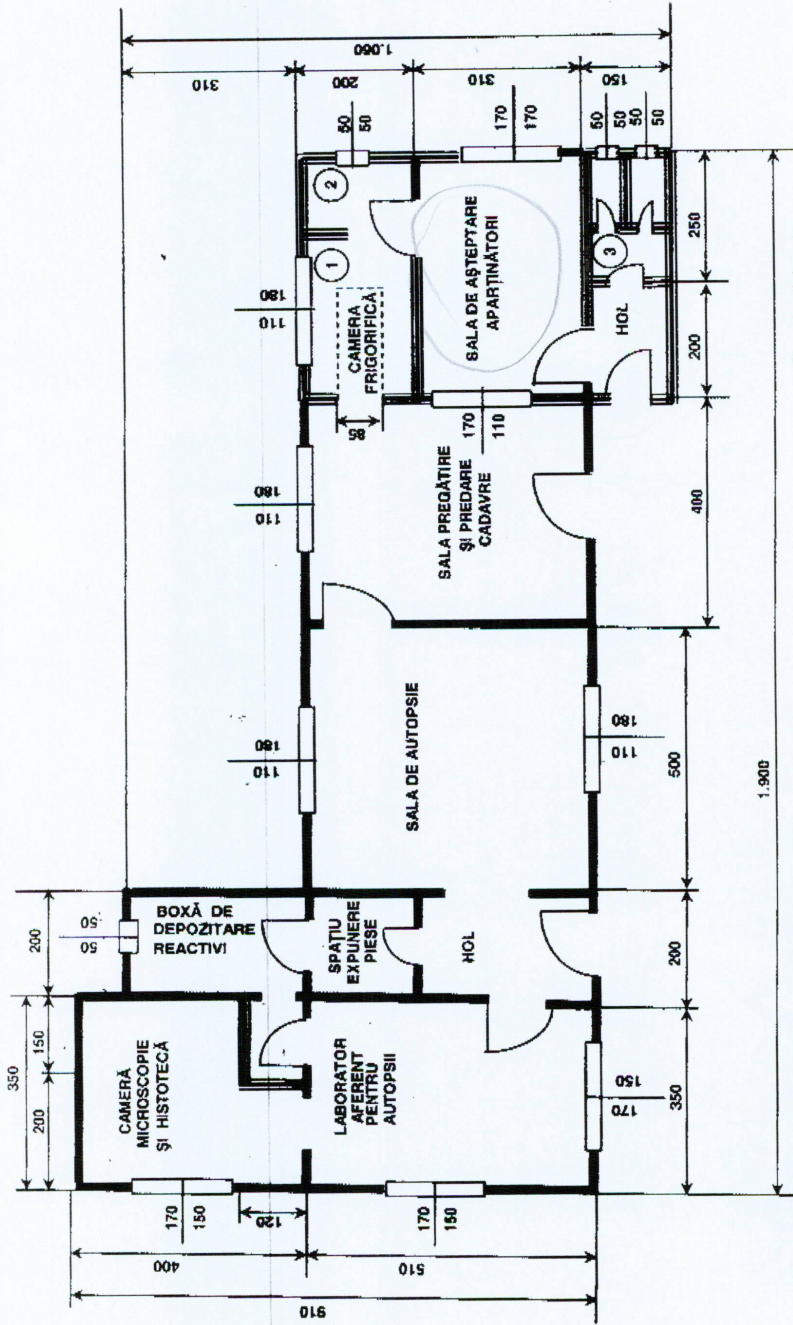 350
200
150
200
50
50
310
1.060
CAMERĂ
MICROSCOPIE
ȘI HISTOTECĂ
BOXĂ DE
DEPOZITARE
REACTIVI
170
150
400
910
510
110
180
110
180
110
180
200
310
150
1
2
50
50
CAMERA
FRIGORIFICĂ
85
LABORATOR
AFERENT
PENTRU
AUTOPSII
SPAȚIU
EXPUNERE
PIESE
HOL
SALA DE AUTOPSIE
SALA PREGĂTIRE
ȘI PREDARE
CADAVRE
170
110
SALA DE AȘTEPTARE
APARȚINĂTORI
170
170
170
150
HOL
3
50
50
50
50
170
150
110
180
350
200
500
400
200
250
1.900